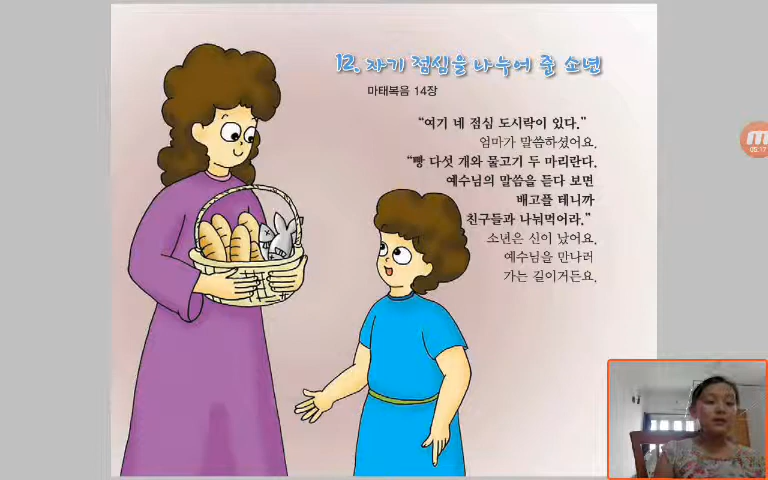 12. 자기 점심을 나누어 준 소년
마태복음 14장
“여기 네 점심 도시락이 있다.”
엄마가 말씀하셨어요.
“빵 다섯 개와 물고기 두 마리란다.
예수님의 말씀을 듣다 보면
배고플 테니까
친구들과 나눠먹어라.”
소년은 신이 났어요.
예수님을 만나러
가는 길이거든요.
M
05:17